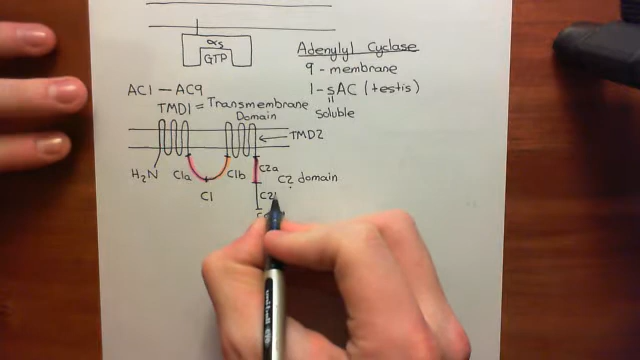 αs
GTP
Adenylyl Cyclase
9 - membrane
1 - sAC (testis)
Soluble
AC1 — AC9
TMD1 = Transmembrane
Domain
TMD2
H2N
C1a
C1b
C1
C2a
C2 domain